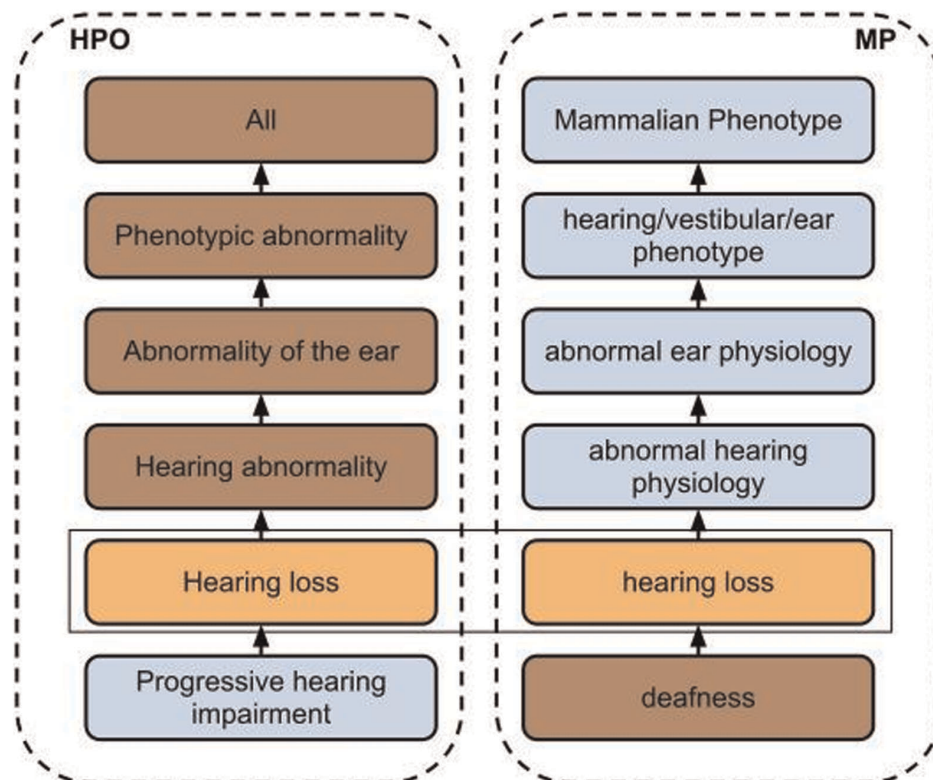 HPO
All
Phenotypic abnormality
Abnormality of the ear
Hearing abnormality
Hearing loss
Progressive hearing
impairment
MP
Mammalian Phenotype
hearing/vestibular/ear
phenotype
abnormal ear physiology
abnormal hearing
physiology
hearing loss
deafness